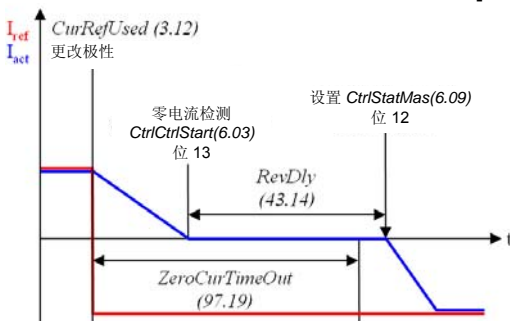 I_ref
I_act
CurRefUsed (3.12)
更改极性
零电流检测
CtrlCtrlStart(6.03)
位 13
设置 CtrlStatMas(6.09)
位 12
RevDly
(43.14)
t
ZeroCurTimeOut
(97.19)